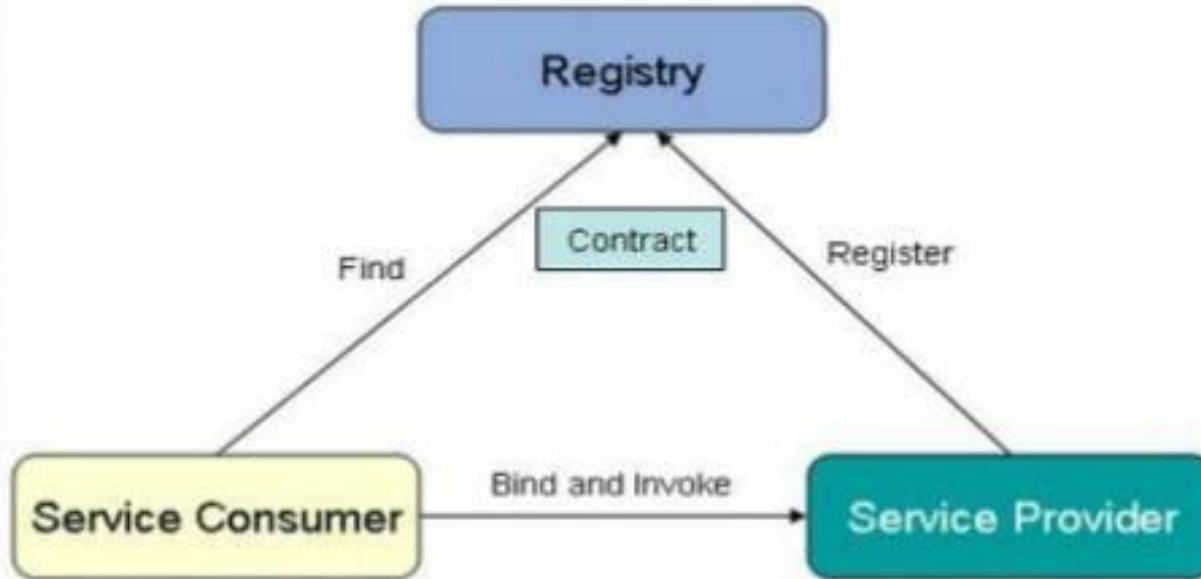 Registry
Contract
Find
Register
Bind and Invoke
Service Consumer
Service Provider